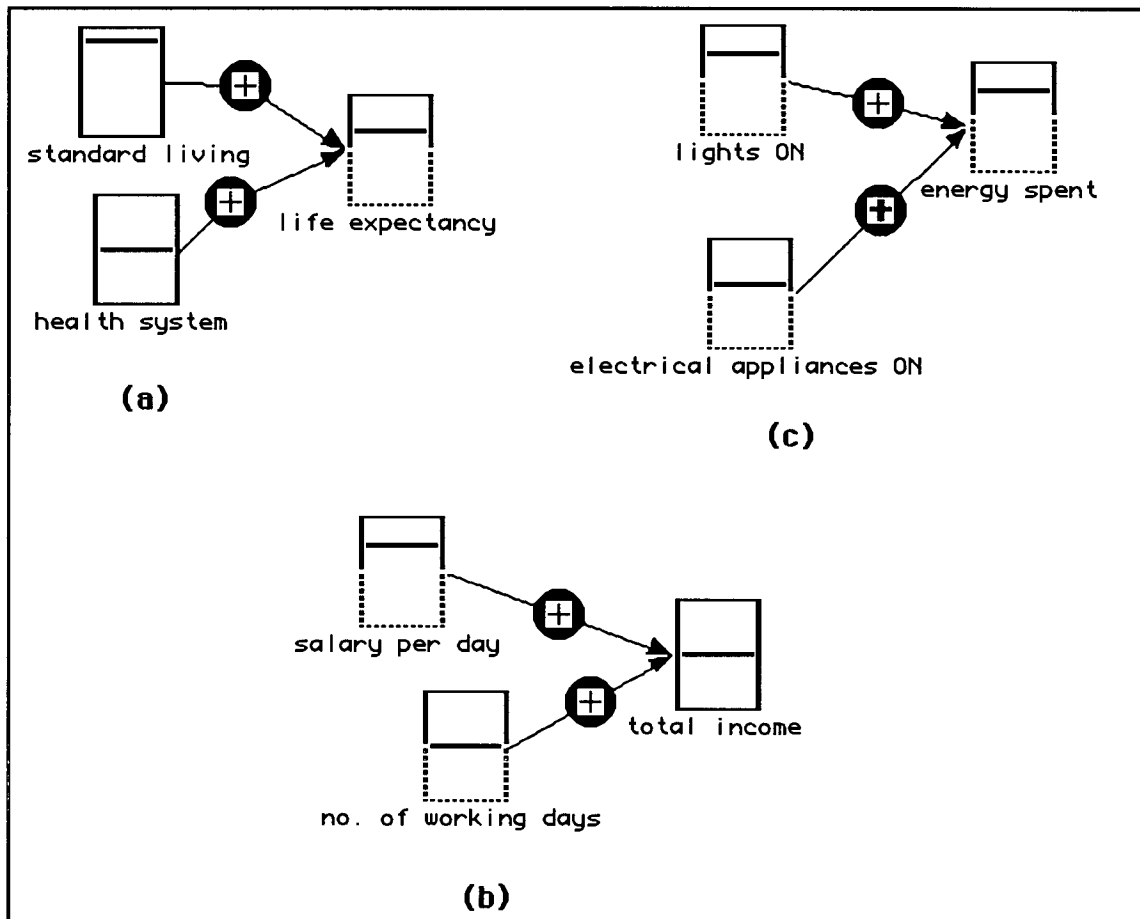 standard living
life expectancy
health system
(a)
lights ON
energy spent
electrical appliances ON
(c)
salary per day
total income
no. of working days
(b)